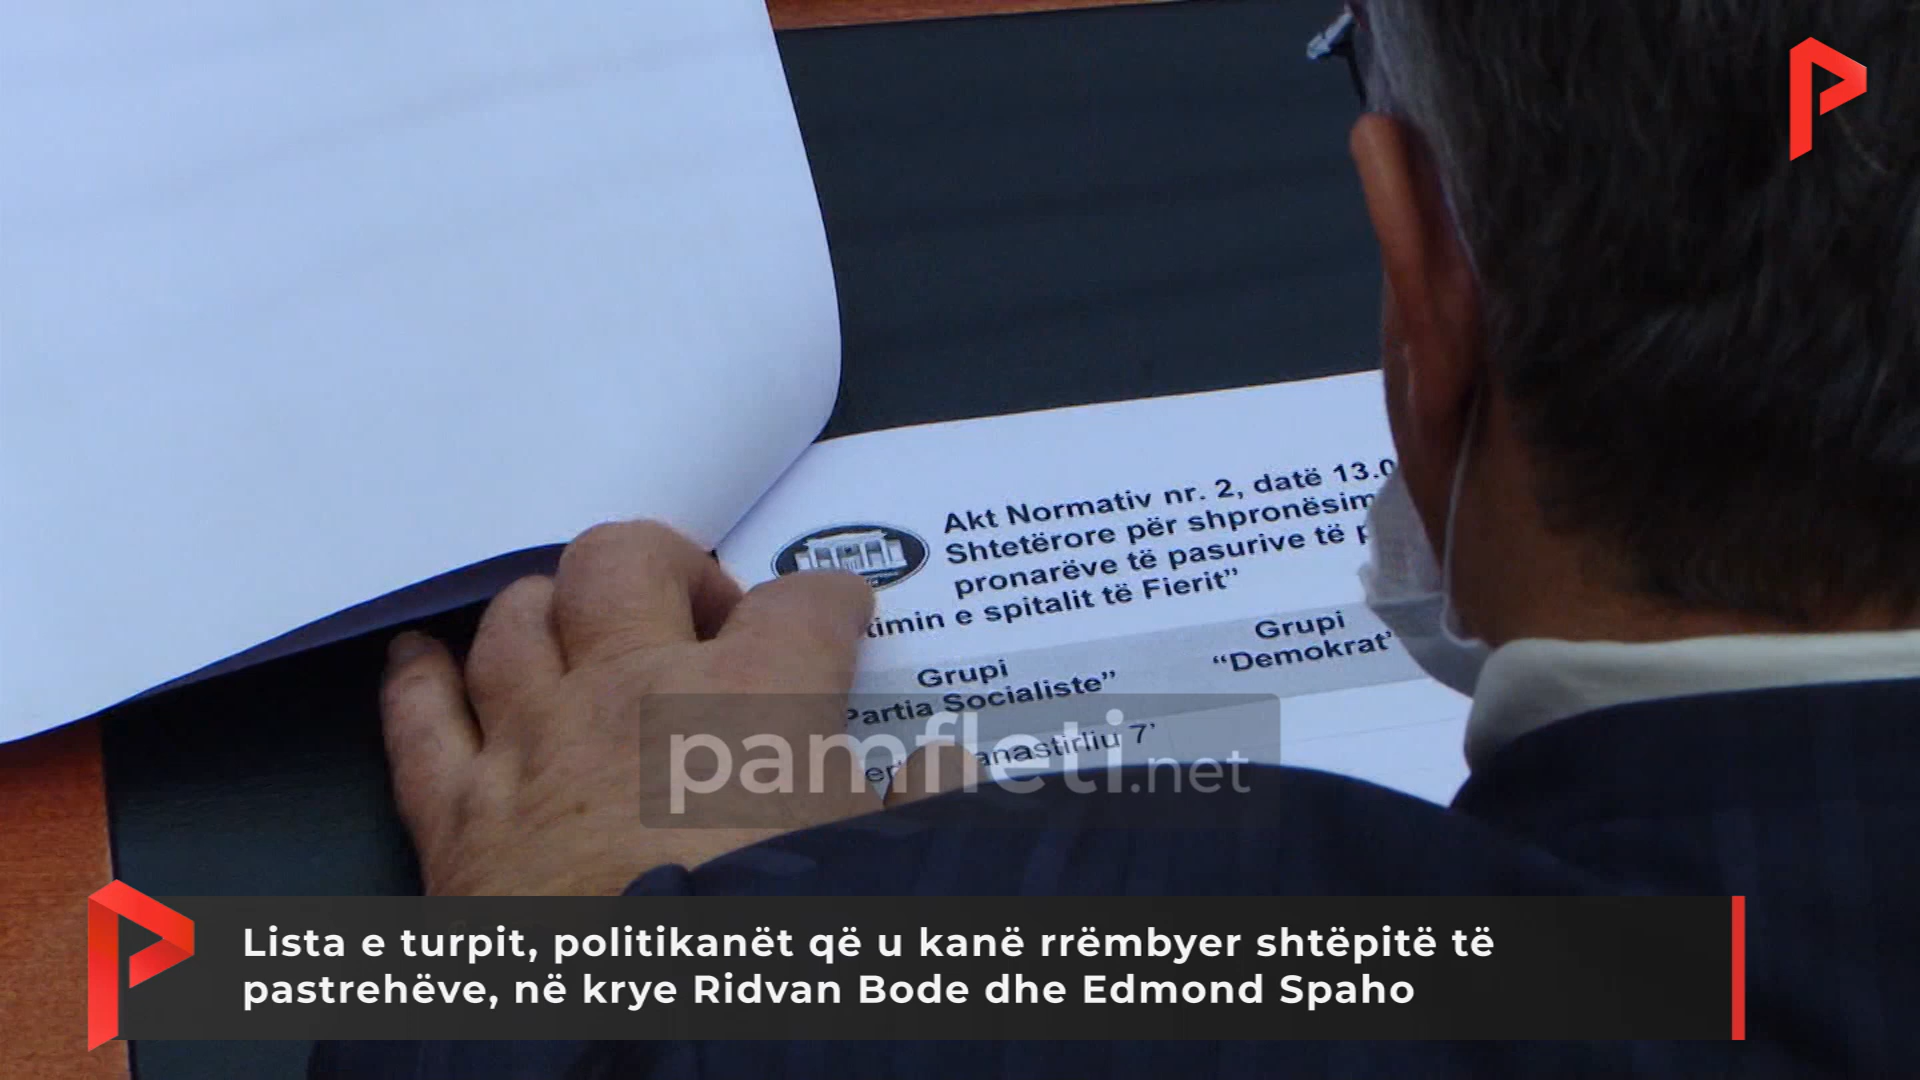 Akt Normativ nr. 2, datë 13.0
Shtetërore për shpronësim
pronarëve të pasurive të p
timin e spitalit të Fierit”
Grupi
“Demokrat”
Grupi
Partia Socialiste”
anastirliu 7’
pamfleti.net
Lista e turpit, politikanët që u kanë rrëmbyer shtëpitë të
pastrehëve, në krye Ridvan Bode dhe Edmond Spaho